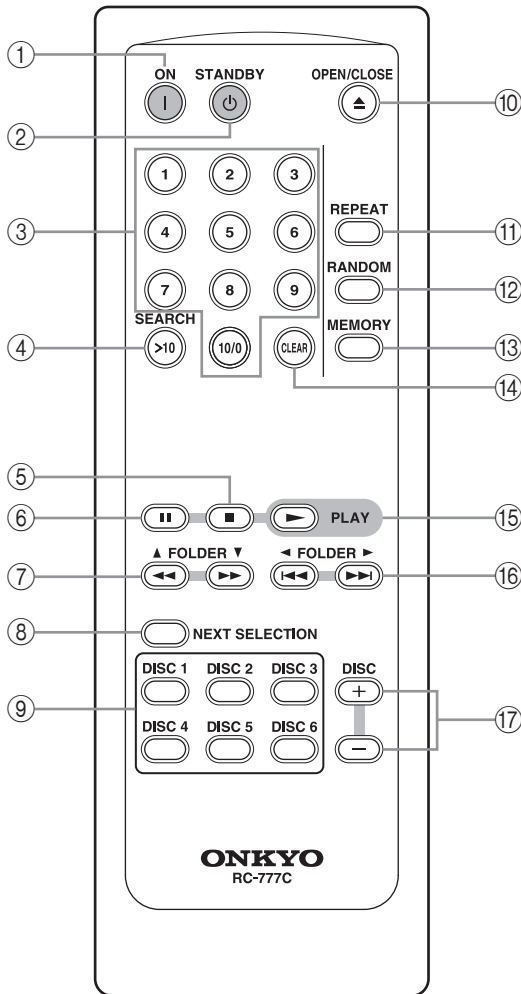 ① ON STANDBY OPEN/CLOSE
② ⑩
1 2 3
③ 4 5 6 REPEAT ⑪
7 8 9 RANDOM ⑫
SEARCH MEMORY
④ >10 10/0 CLEAR ⑬
⑭
⑤
⑥ PLAY ⑮
▲ FOLDER ▼ ◄ FOLDER ►
⑦ ⑯
⑧ NEXT SELECTION
DISC 1 DISC 2 DISC 3 DISC
⑨ +
DISC 4 DISC 5 DISC 6 ⑰
−
ONKYO
RC-777C